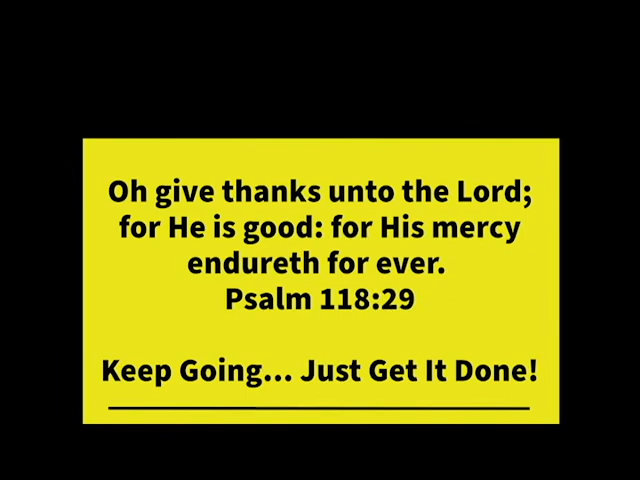 Oh give thanks unto the Lord;
for He is good: for His mercy
endureth for ever.
Psalm 118:29
Keep Going... Just Get It Done!